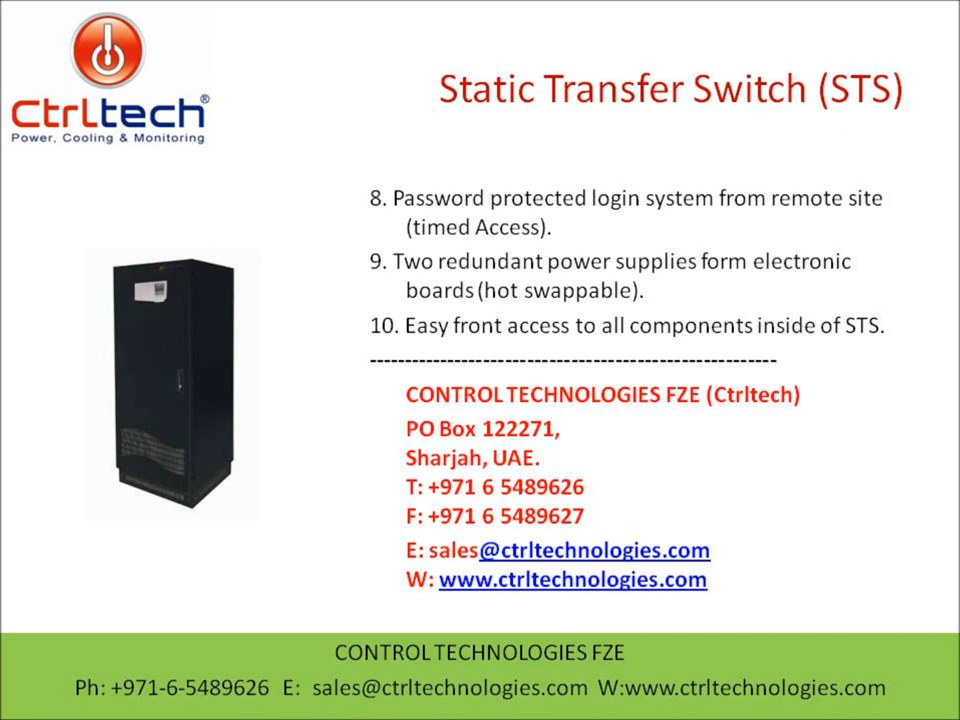 Ctrltech®
Power, Cooling & Monitoring
Static Transfer Switch (STS)
8. Password protected login system from remote site
(timed Access).
9. Two redundant power supplies form electronic
boards (hot swappable).
10. Easy front access to all components inside of STS.
----------------------------------------------------------
CONTROL TECHNOLOGIES FZE (Ctrltech)
PO Box 122271,
Sharjah, UAE.
T: +971 6 5489626
F: +971 6 5489627
E: sales@ctrltechnologies.com
W: www.ctrltechnologies.com
CONTROL TECHNOLOGIES FZE
Ph: +971-6-5489626 E: sales@ctrltechnologies.com W:www.ctrltechnologies.com